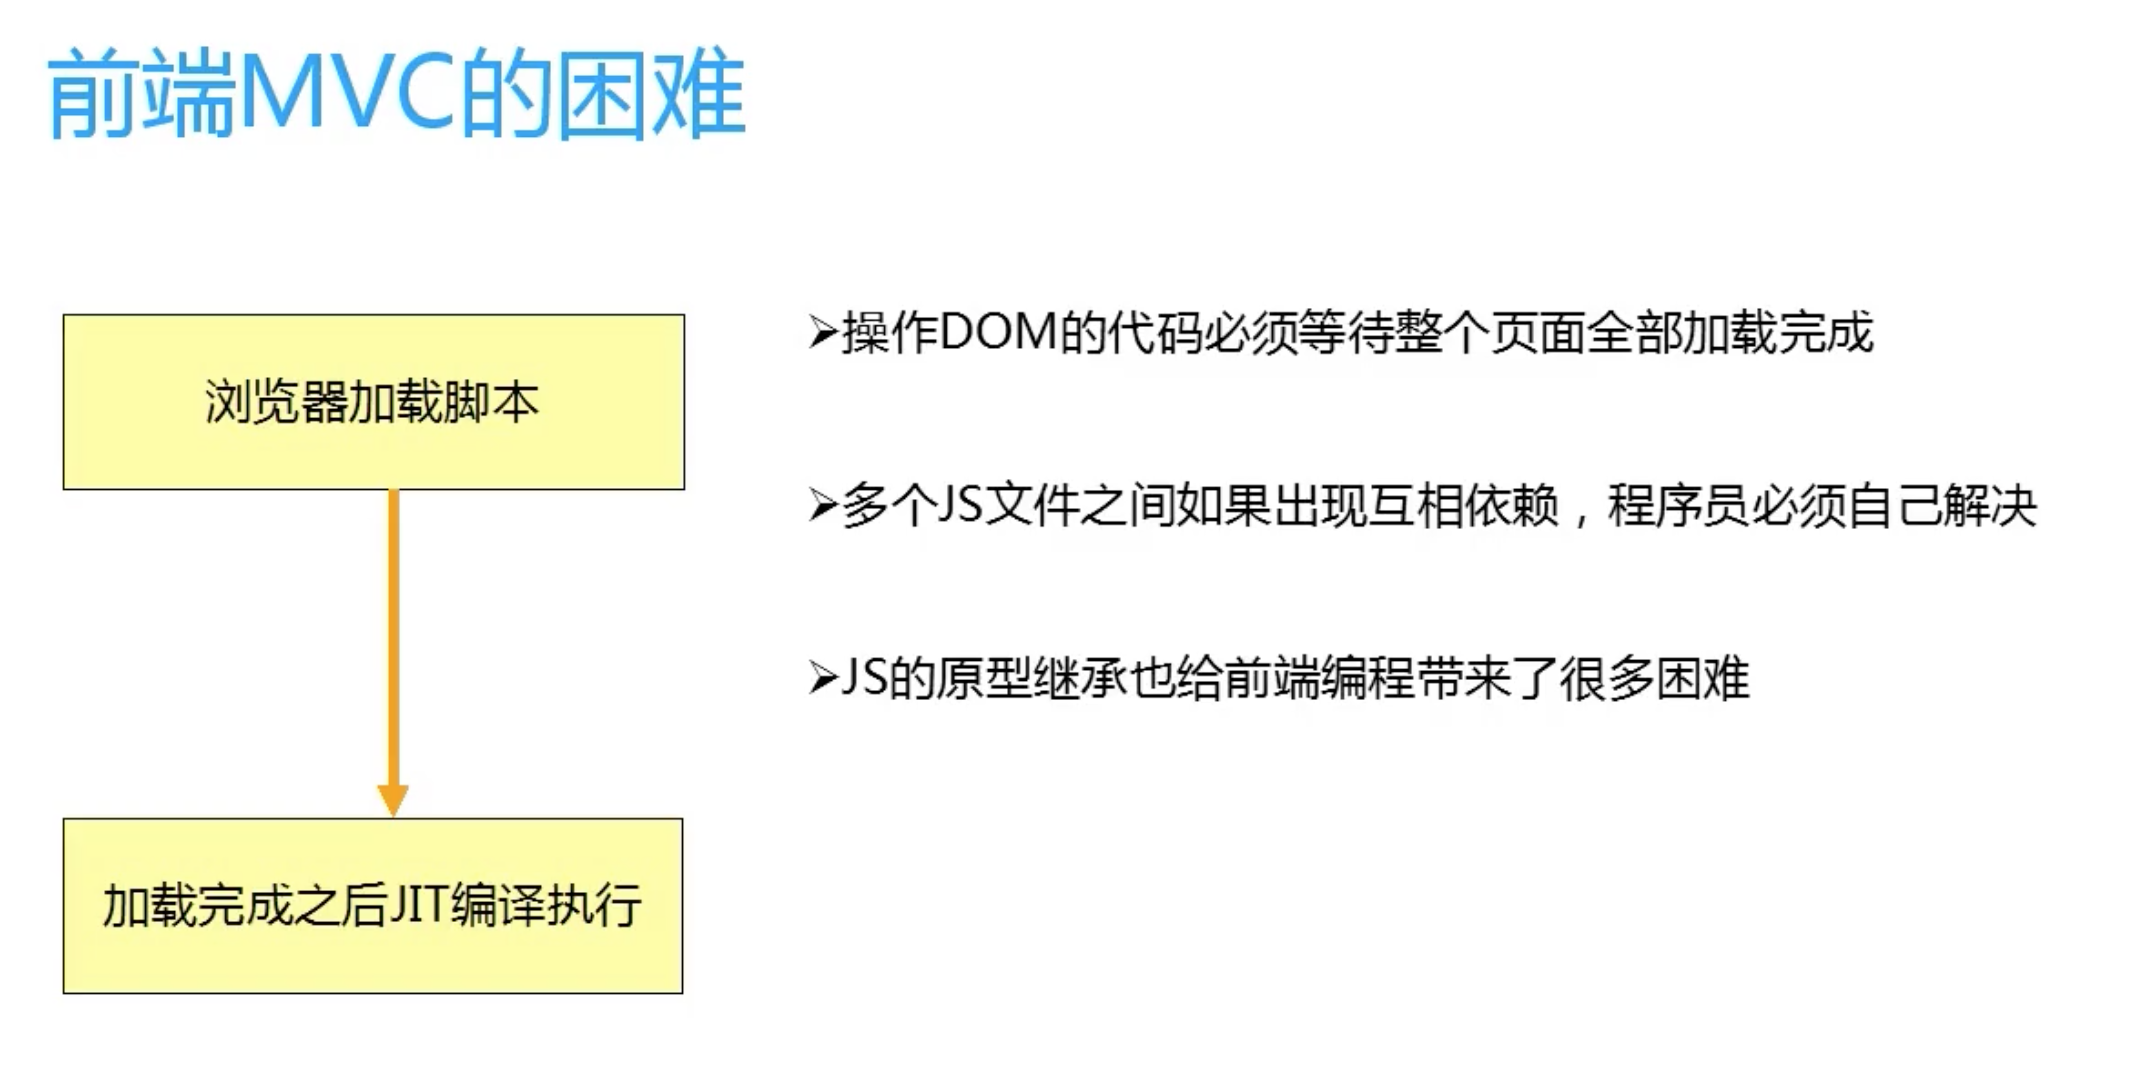 前端MVC的困难
浏览器加载脚本
加载完成之后JIT编译执行
➢操作DOM的代码必须等待整个页面全部加载完成
➢多个JS文件之间如果出现互相依赖，程序员必须自己解决
➢JS的原型继承也给前端编程带来了很多困难